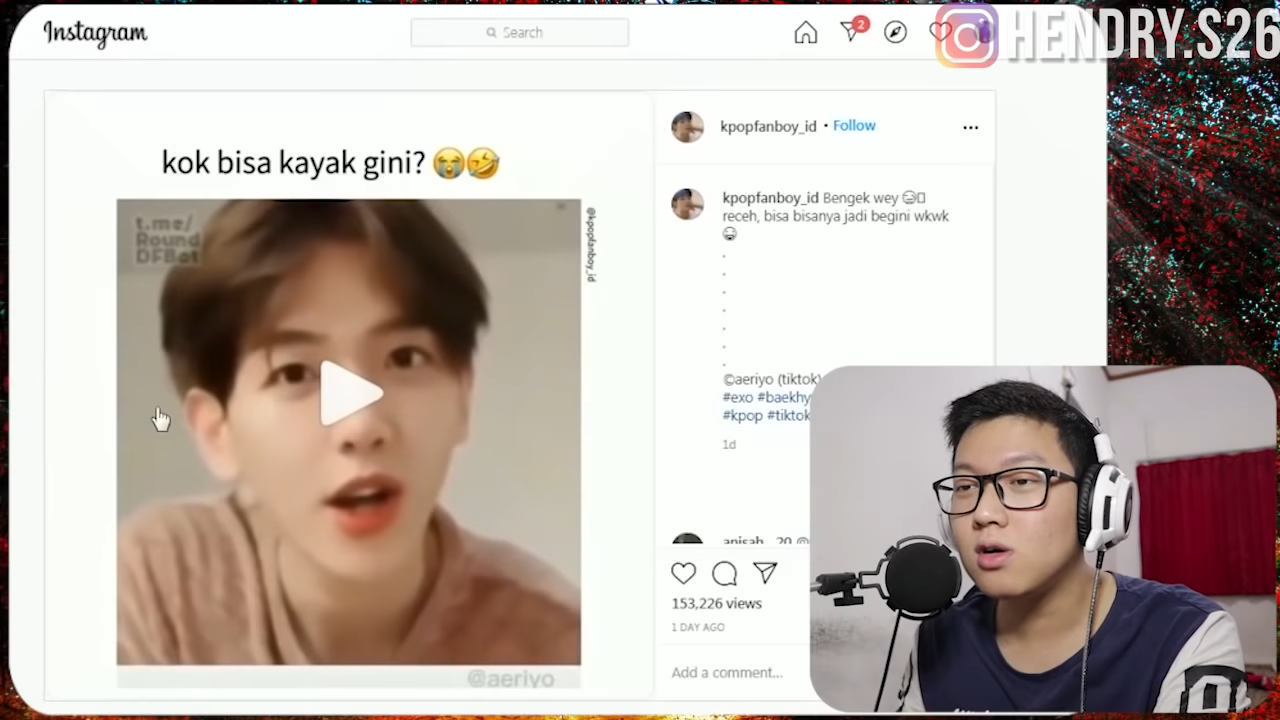 Instagram
Search
2
HENDRY.S26
kok bisa kayak gini? 😭🤣
t.me/
Round
DFBot
@kpopfanboy_id
@aeriyo
kpopfanboy_id • Follow
kpopfanboy_id Bengek wey
receh, bisa bisanya jadi begini wkwk
.
.
.
.
.
.
.
©aeriyo (tiktok)
#exo #baekhy
#kpop #tiktok
1d
anisah_20
153,226 views
1 DAY AGO
Add a comment...